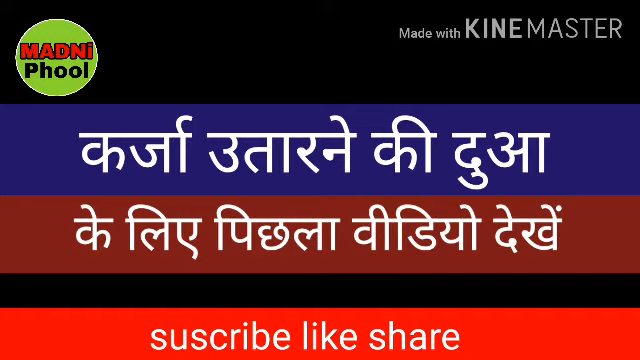 MADNi
Phool
Made with KINEMASTER
कर्जा उतारने की दुआ
के लिए पिछला वीडियो देखें
suscribe like share